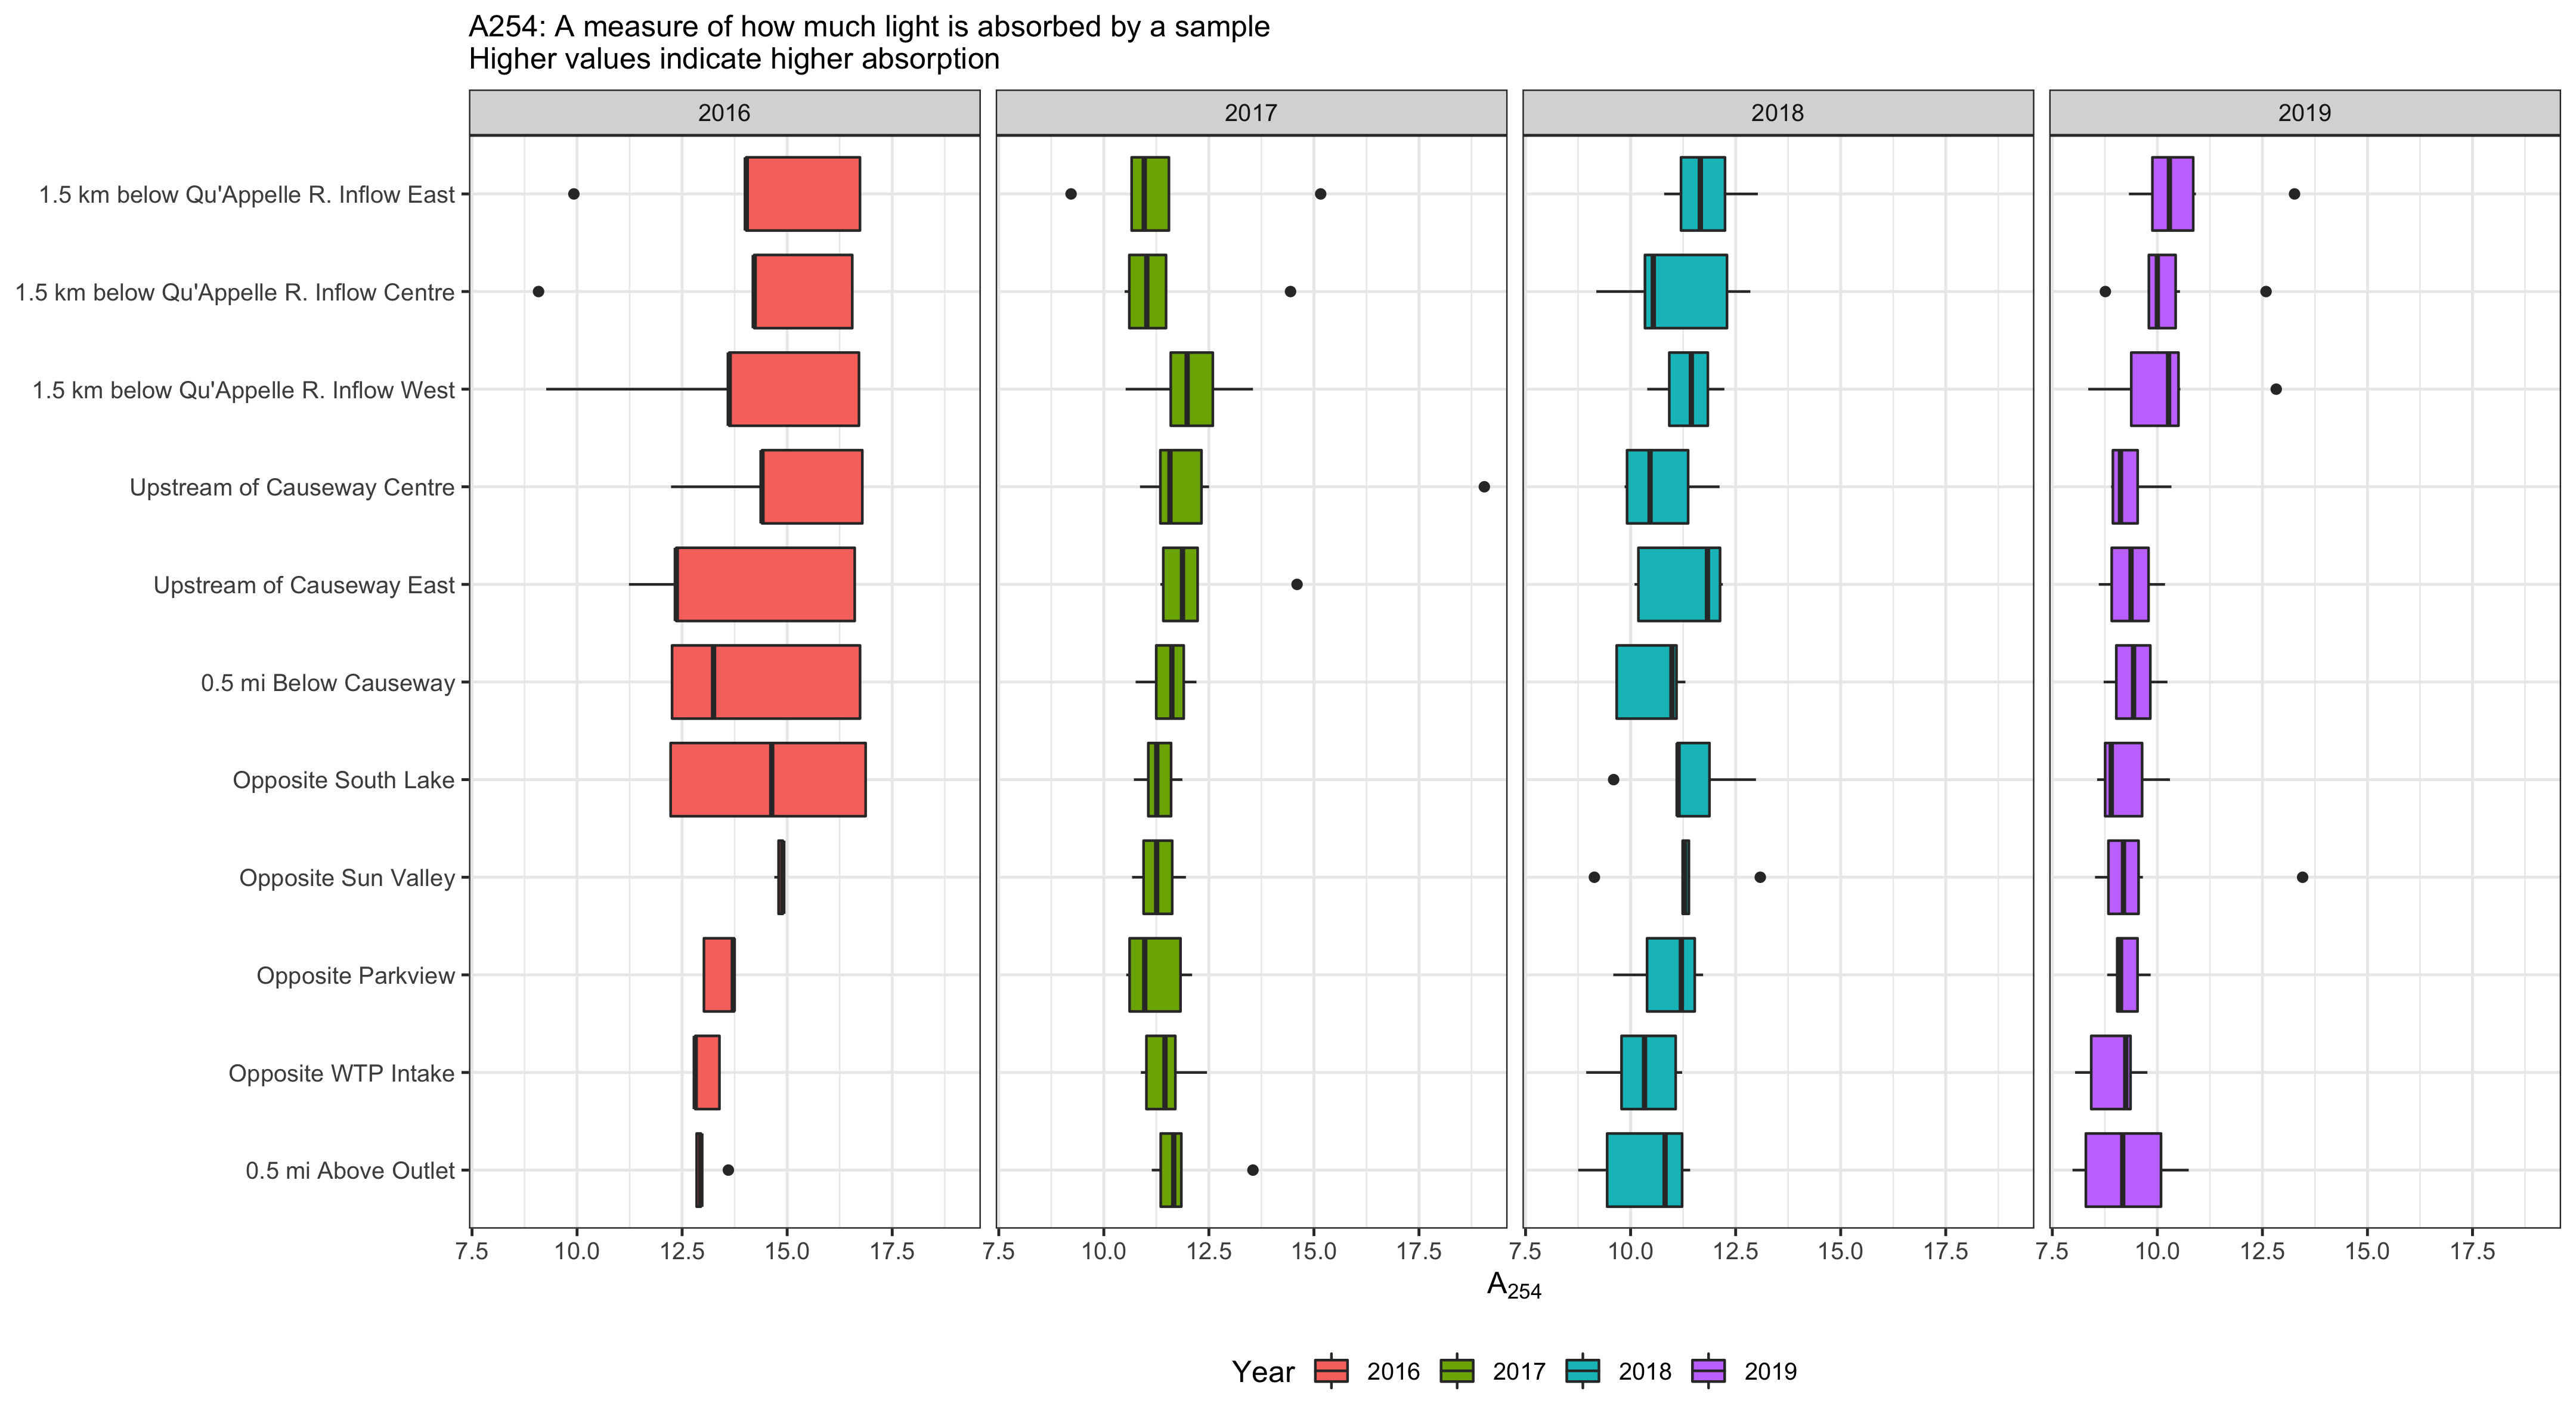 A254: A measure of how much light is absorbed by a sample
Higher values indicate higher absorption
2016 2017 2018 2019
1.5 km below Qu'Appelle R. Inflow East
1.5 km below Qu'Appelle R. Inflow Centre
1.5 km below Qu'Appelle R. Inflow West
Upstream of Causeway Centre
Upstream of Causeway East
0.5 mi Below Causeway
Opposite South Lake
Opposite Sun Valley
Opposite Parkview
Opposite WTP Intake
0.5 mi Above Outlet
7.5 10.0 12.5 15.0 17.5 7.5 10.0 12.5 15.0 17.5 7.5 10.0 12.5 15.0 17.5 7.5 10.0 12.5 15.0 17.5
A₂₅₄
Year 2016 2017 2018 2019